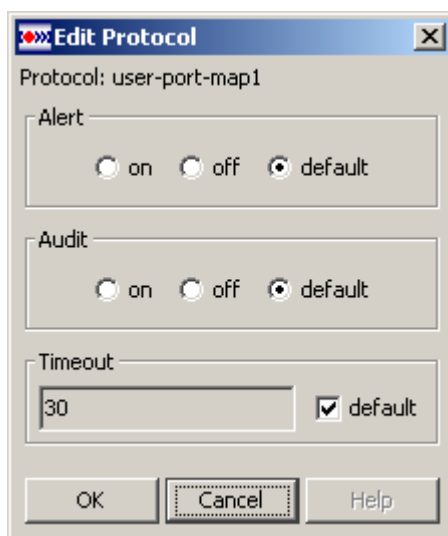 Edit Protocol
Protocol: user-port-map1
Alert
on off default
Audit
on off default
Timeout
30 default
OK Cancel Help